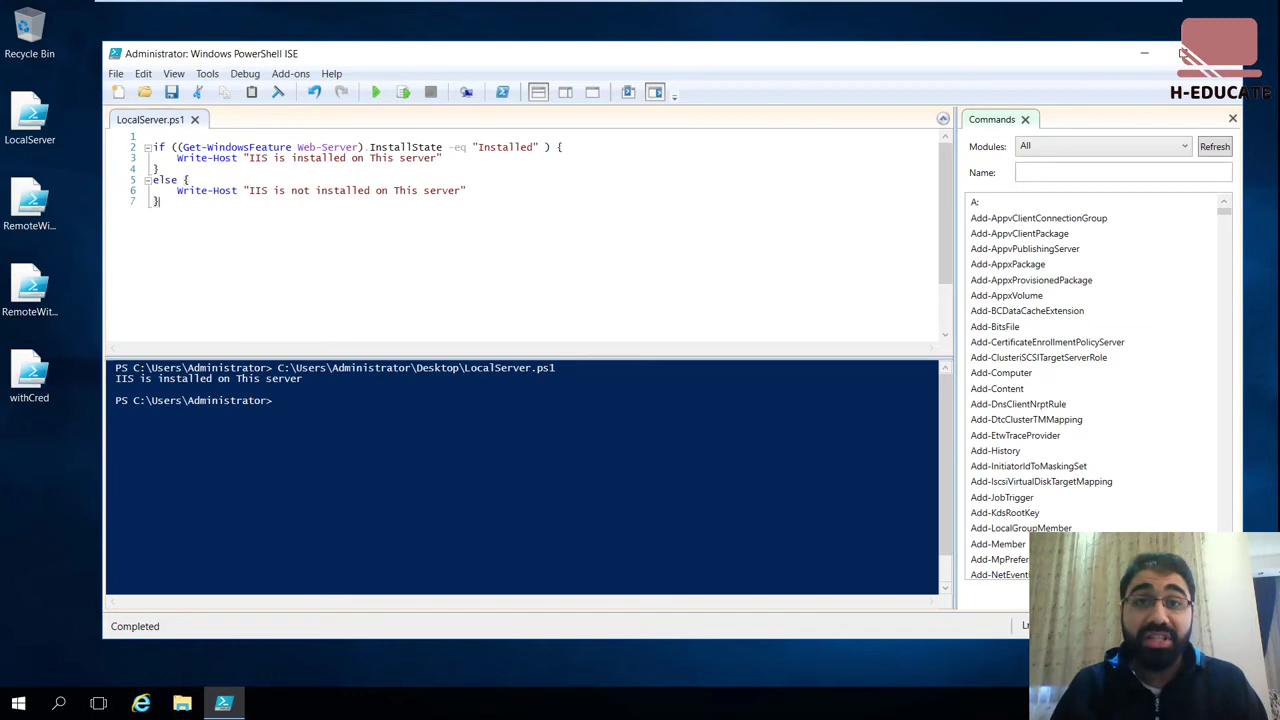 Recycle Bin
LocalServer
RemoteWi...
RemoteWit...
withCred
Administrator: Windows PowerShell ISE
File Edit View Tools Debug Add-ons Help
H-EDUCATE
LocalServer.ps1
1
2 if ((Get-WindowsFeature Web-Server).InstallState -eq "Installed" ) {
3 Write-Host "IIS is installed on This server"
4 }
5 else {
6 Write-Host "IIS is not installed on This server"
7 }
PS C:\Users\Administrator> C:\Users\Administrator\Desktop\LocalServer.ps1
IIS is installed on This server
PS C:\Users\Administrator>
Completed
Commands
Modules: All Refresh
Name:
A:
Add-AppvClientConnectionGroup
Add-AppvClientPackage
Add-AppvPublishingServer
Add-AppxPackage
Add-AppxProvisionedPackage
Add-AppxVolume
Add-BCDataCacheExtension
Add-BitsFile
Add-CertificateEnrollmentPolicyServer
Add-ClusteriSCSITargetServerRole
Add-Computer
Add-Content
Add-DnsClientNrptRule
Add-DtcClusterTMMapping
Add-EtwTraceProvider
Add-History
Add-InitiatorIdToMaskingSet
Add-IscsiVirtualDiskTargetMapping
Add-JobTrigger
Add-KdsRootKey
Add-LocalGroupMember
Add-Member
Add-MpPrefer
Add-NetEventi